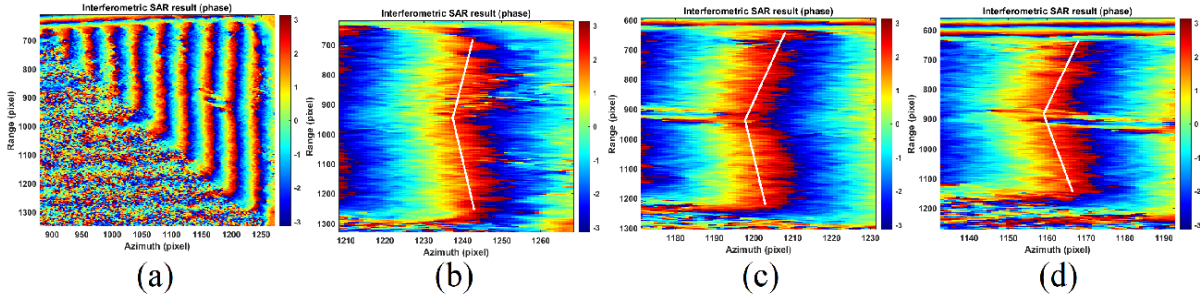 Interferometric SAR result (phase)
Range (pixel)
700
800
900
1000
1100
1200
1300
900 950 1000 1050 1100 1150 1200 1250
Azimuth (pixel)
3
2
1
0
-1
-2
-3
(a)
Interferometric SAR result (phase)
Range (pixel)
700
800
900
1000
1100
1200
1300
1210 1220 1230 1240 1250 1260
Azimuth (pixel)
3
2
1
0
-1
-2
-3
(b)
Interferometric SAR result (phase)
Range (pixel)
600
700
800
900
1000
1100
1200
1300
1180 1190 1200 1210 1220 1230
Azimuth (pixel)
3
2
1
0
-1
-2
-3
(c)
Interferometric SAR result (phase)
Range (pixel)
600
700
800
900
1000
1100
1200
1140 1150 1160 1170 1180 1190
Azimuth (pixel)
3
2
1
0
-1
-2
-3
(d)